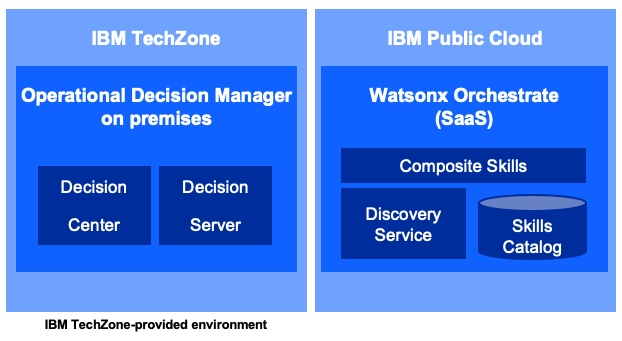 IBM TechZone
Operational Decision Manager
on premises
Decision
Center
Decision
Server
IBM TechZone-provided environment
IBM Public Cloud
Watsonx Orchestrate
(SaaS)
Composite Skills
Discovery
Service
Skills
Catalog